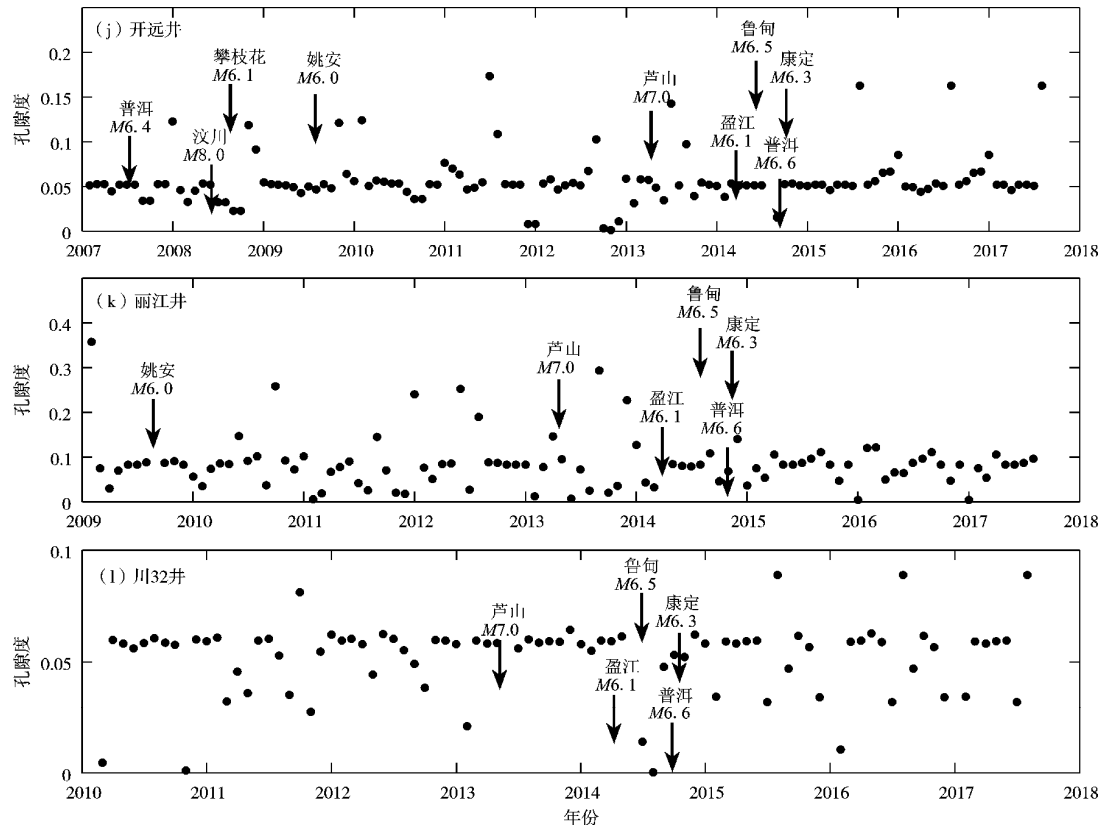 (j) 开远井
攀枝花
M6.1
姚安
M6.0
普洱
M6.4
汶川
M8.0
芦山
M7.0
鲁甸
M6.5
康定
M6.3
盈江
M6.1
普洱
M6.6
孔隙度
0.2
0.15
0.1
0.05
0
2007 2008 2009 2010 2011 2012 2013 2014 2015 2016 2017 2018
(k) 丽江井
姚安
M6.0
芦山
M7.0
鲁甸
M6.5
康定
M6.3
盈江
M6.1
普洱
M6.6
孔隙度
0.4
0.3
0.2
0.1
0
2009 2010 2011 2012 2013 2014 2015 2016 2017 2018
(l) 川32井
芦山
M7.0
鲁甸
M6.5
康定
M6.3
盈江
M6.1
普洱
M6.6
孔隙度
0.1
0.05
0
2010 2011 2012 2013 2014 2015 2016 2017 2018
年份